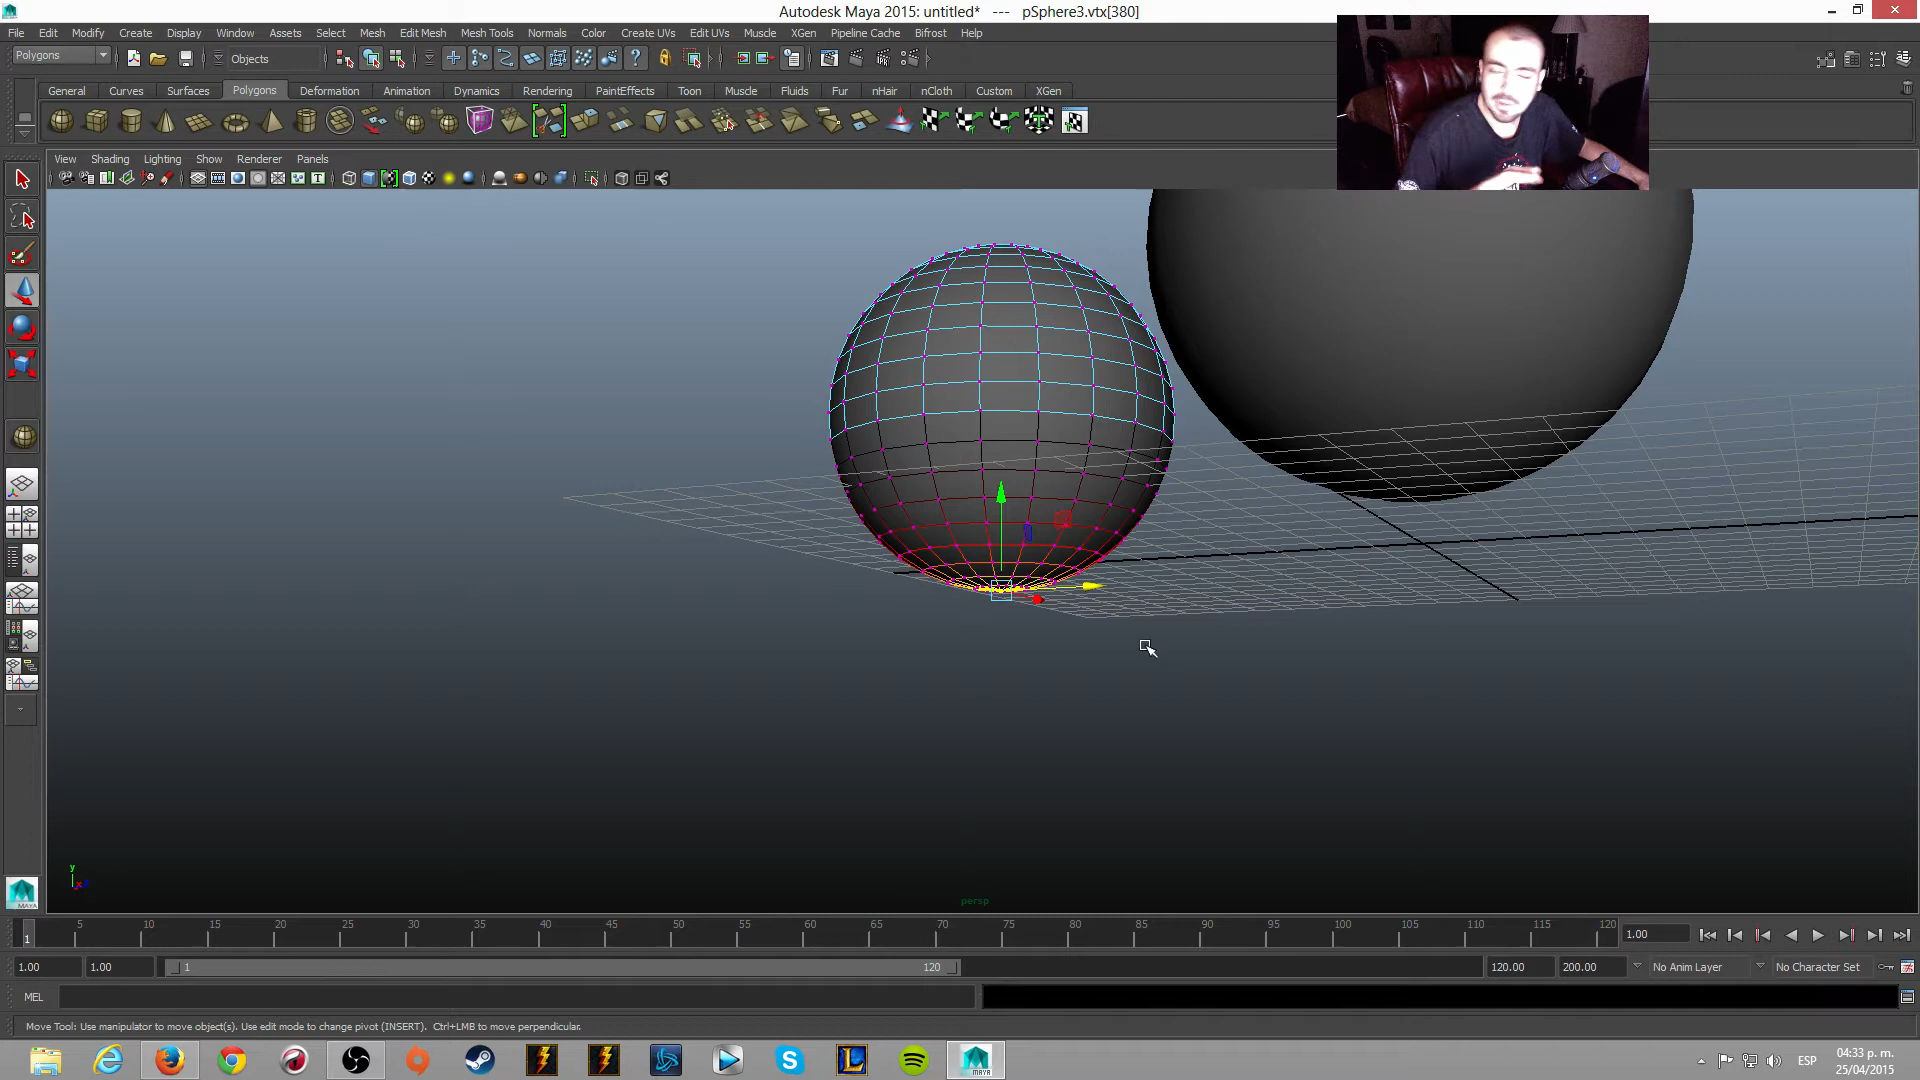 Autodesk Maya 2015: untitled* --- pSphere3.vtx[380]
File Edit Modify Create Display Window Assets Select Mesh Edit Mesh Mesh Tools Normals Color Create UVs Edit UVs Muscle XGen Pipeline Cache Bifrost Help
Polygons Objects
General Curves Surfaces Polygons Deformation Animation Dynamics Rendering PaintEffects Toon Muscle Fluids Fur nHair nCloth Custom XGen
View Shading Lighting Show Renderer Panels
y
x
persp
5 10 15 20 25 30 35 40 45 50 55 60 65 70 75 80 85 90 95 100 105 110 115 120
1 1.00
1.00 1.00 1 120 120.00 200.00 No Anim Layer No Character Set
MEL
Move Tool: Use manipulator to move object(s). Use edit mode to change pivot (INSERT). Ctrl+LMB to move perpendicular.
MAYA ESP 04:33 p. m.
25/04/2015